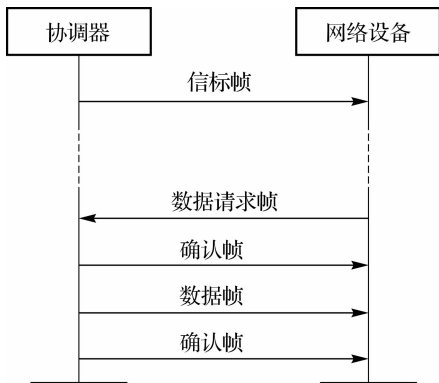 协调器
网络设备
信标帧
数据请求帧
确认帧
数据帧
确认帧